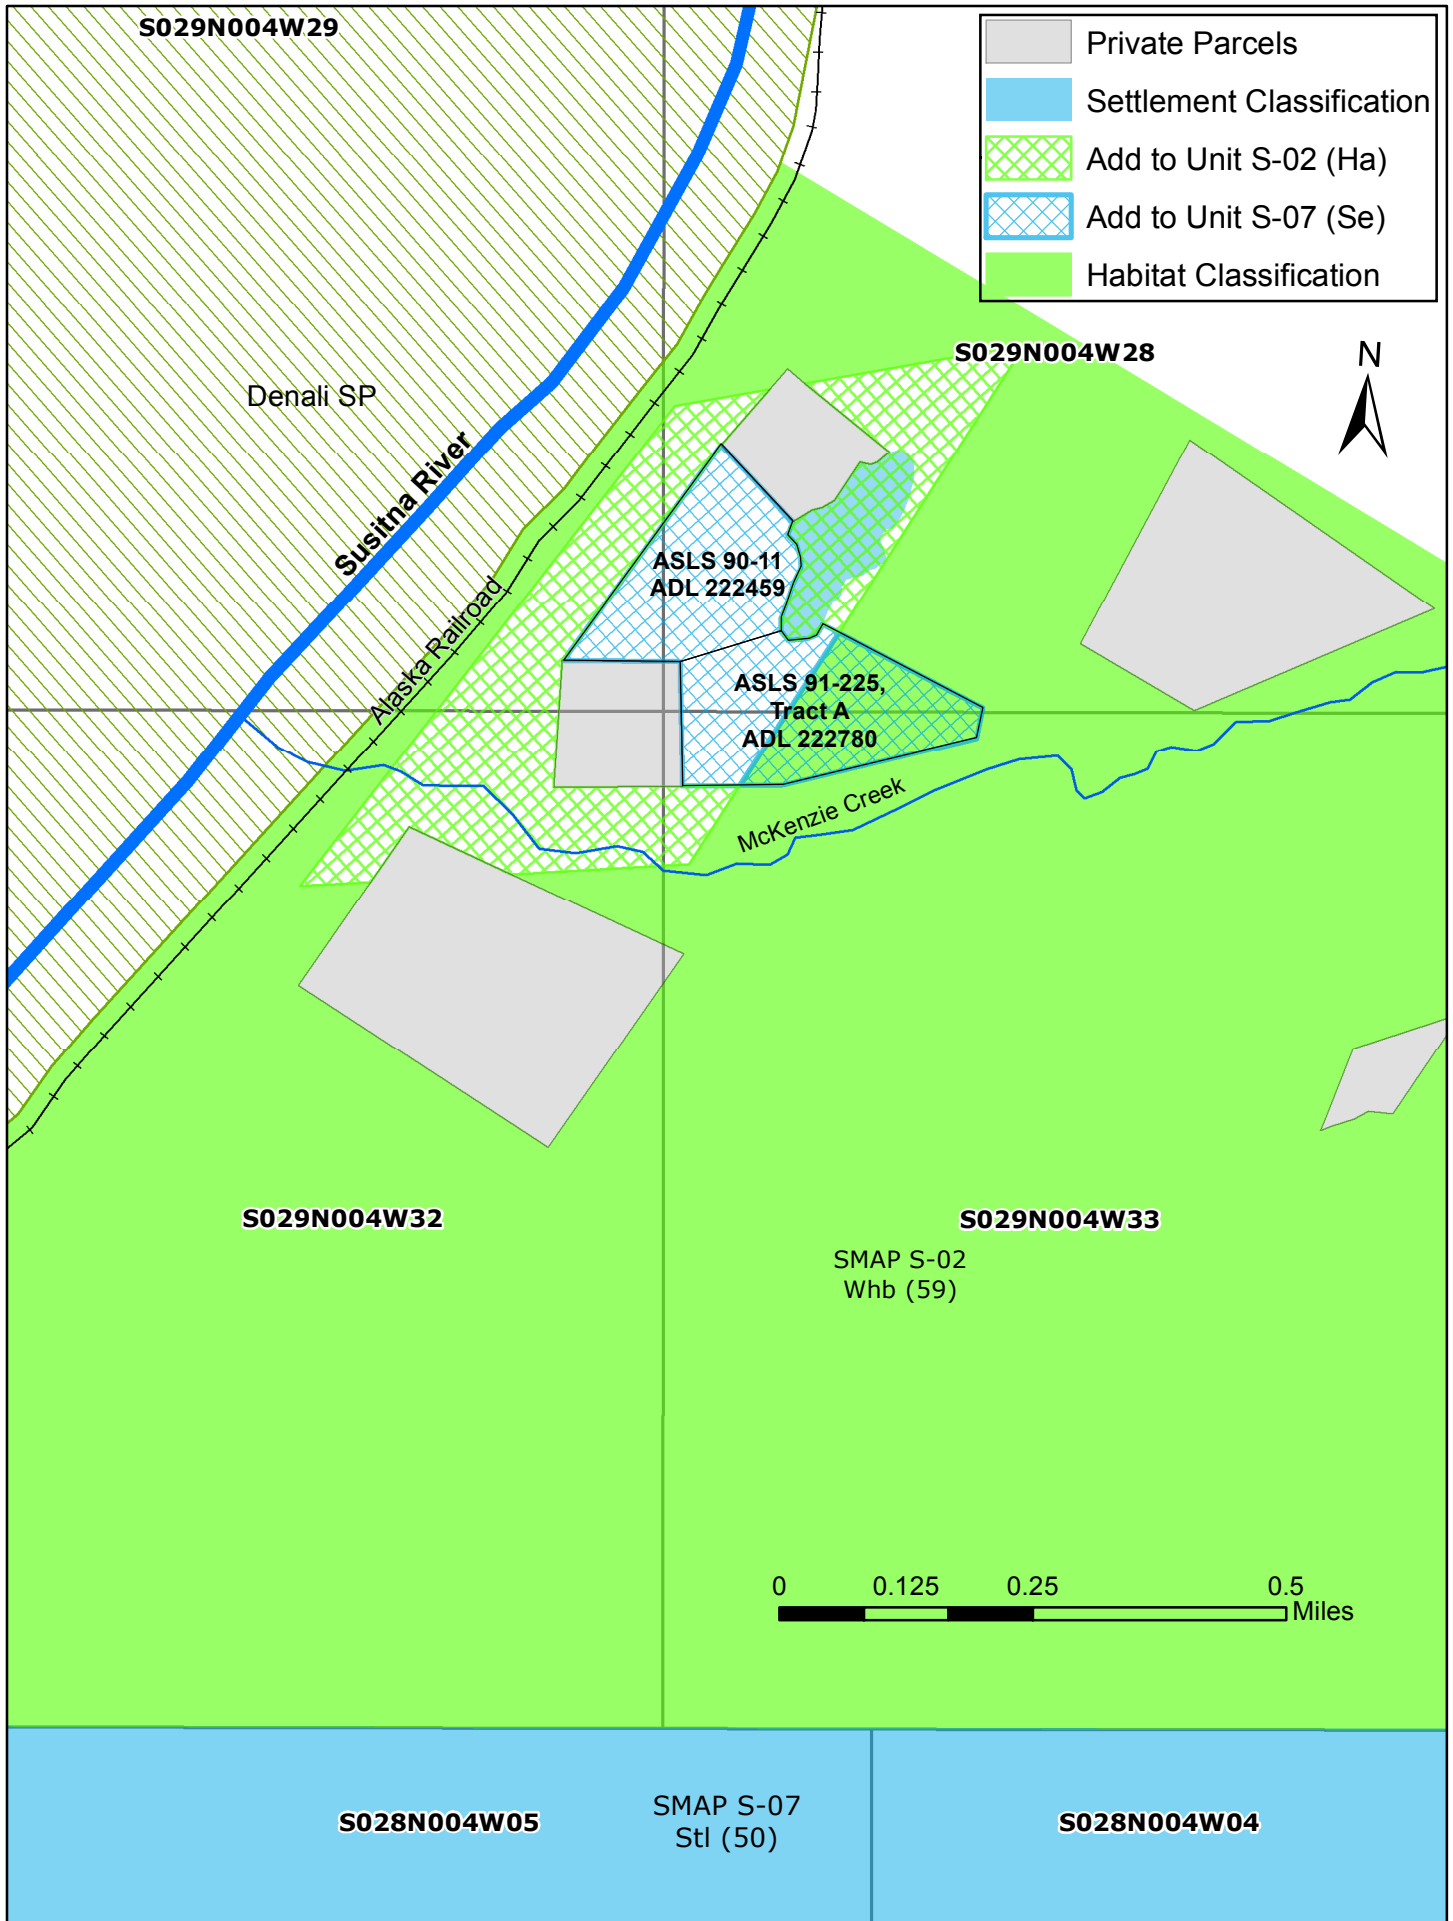 S029N004W29
Private Parcels
Settlement Classification
Add to Unit S-02 (Ha)
Add to Unit S-07 (Se)
Habitat Classification
S029N004W28
N
Denali SP
Susitna River
ASLS 90-11
ADL 222459
Alaska Railroad
ASLS 91-225,
Tract A
ADL 222780
McKenzie Creek
S029N004W32
S029N004W33
SMAP S-02
Whb (59)
0 0.125 0.25 0.5
Miles
SMAP S-07
Stl (50)
S028N004W05
S028N004W04